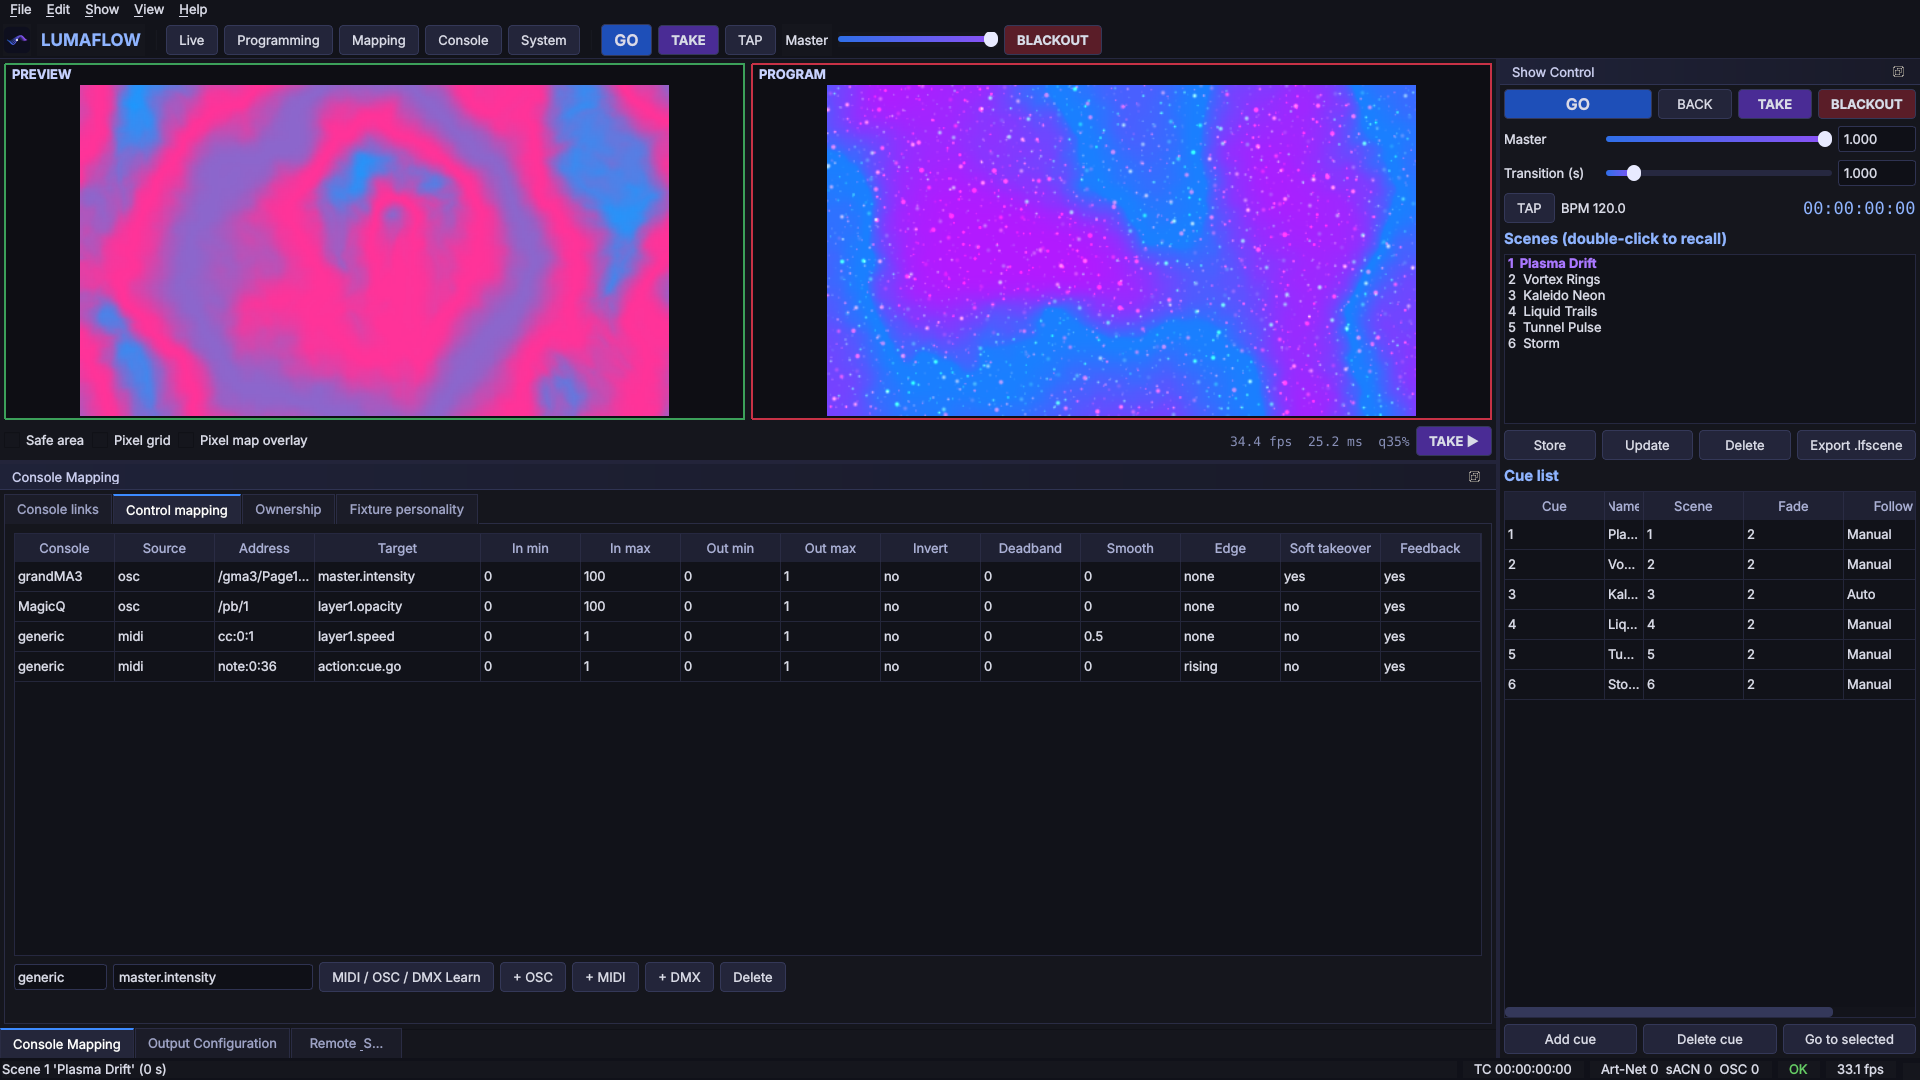 File Edit Show View Help
LUMAFLOW Live Programming Mapping Console System GO TAKE TAP Master BLACKOUT
PREVIEW
PROGRAM
Safe area Pixel grid Pixel map overlay
34.4 fps 25.2 ms q35% TAKE ▶
Console Mapping
Console links Control mapping Ownership Fixture personality
Console Source Address Target In min In max Out min Out max Invert Deadband Smooth Edge Soft takeover Feedback
grandMA3 osc /gma3/Page1... master.intensity 0 100 0 1 no 0 0 none yes yes
MagicQ osc /pb/1 layer1.opacity 0 100 0 1 no 0 0 none no yes
generic midi cc:0:1 layer1.speed 0 1 0 1 no 0 0.5 none no yes
generic midi note:0:36 action:cue.go 0 1 0 1 no 0 0 rising no yes
generic master.intensity MIDI / OSC / DMX Learn + OSC + MIDI + DMX Delete
Console Mapping Output Configuration Remote _S...
Show Control
GO BACK TAKE BLACKOUT
Master 1.000
Transition (s) 1.000
TAP BPM 120.0 00:00:00:00
Scenes (double-click to recall)
1 Plasma Drift
2 Vortex Rings
3 Kaleido Neon
4 Liquid Trails
5 Tunnel Pulse
6 Storm
Store Update Delete Export .lfscene
Cue list
Cue Name Scene Fade Follow
1 Pla... 1 2 Manual
2 Vo... 2 2 Manual
3 Kal... 3 2 Auto
4 Liq... 4 2 Manual
5 Tu... 5 2 Manual
6 Sto... 6 2 Manual
Add cue Delete cue Go to selected
Scene 1 'Plasma Drift' (0 s) TC 00:00:00:00 Art-Net 0 sACN 0 OSC 0 OK 33.1 fps